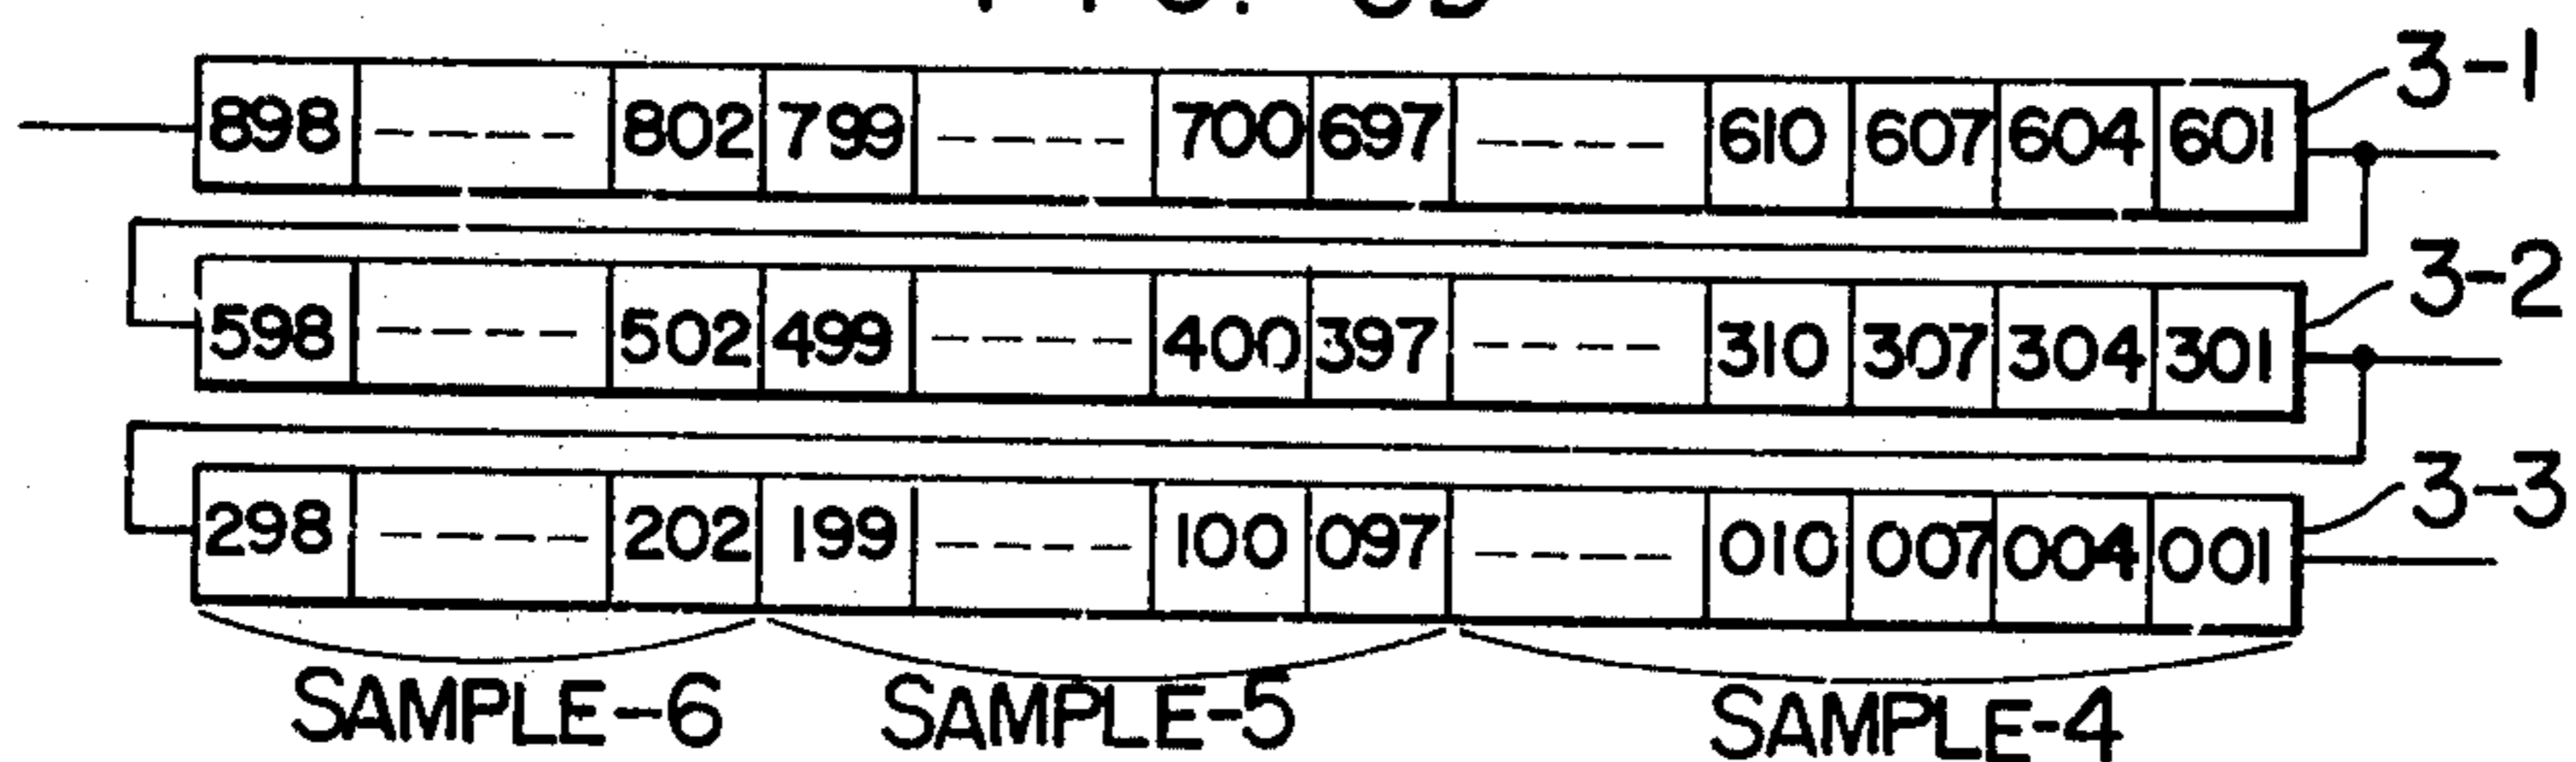 898 ----- 802 799 ----- 700 697 ----- 610 607 604 601 3-1
598 ----- 502 499 ----- 400 397 ----- 310 307 304 301 3-2
298 ----- 202 199 ----- 100 097 ----- 010 007 004 001 3-3
SAMPLE-6 SAMPLE-5 SAMPLE-4